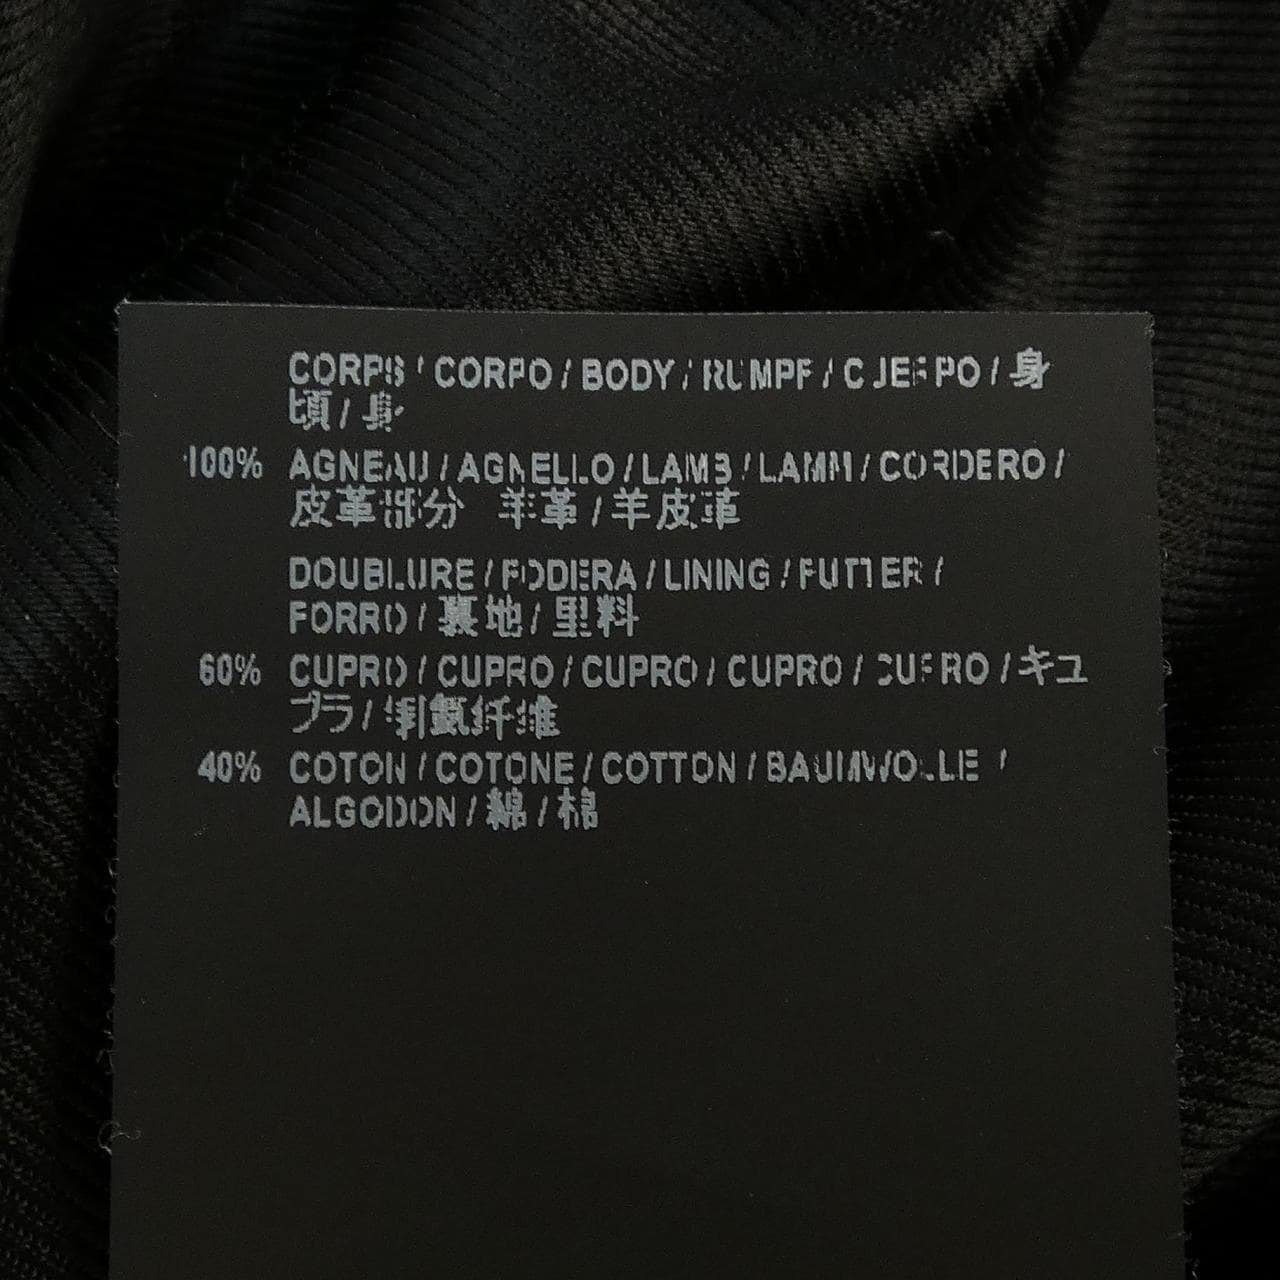 CORPS / CORPO / BODY / RUMPF / CUERPO / 身
頃 / 身
100% AGNEAU / AGNELLO / LAMB / LAMM / CORDERO /
皮革部分 羊革 / 羊皮革
DOUBLURE / FODERA / LINING / FUTTER /
FORRO / 裏地 / 里料
60% CUPRO / CUPRO / CUPRO / CUPRO / CUPRO / キュ
プラ / 铜氨纤维
40% COTON / COTONE / COTTON / BAUMWOLLE /
ALGODON / 綿 / 棉